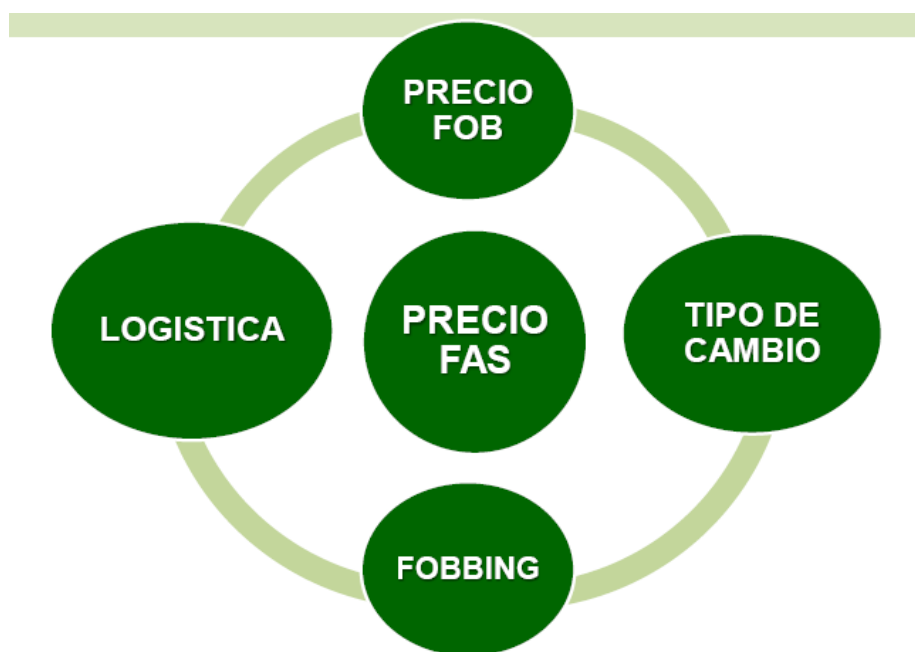 PRECIO
FOB
LOGISTICA
PRECIO
FAS
TIPO DE
CAMBIO
FOBBING